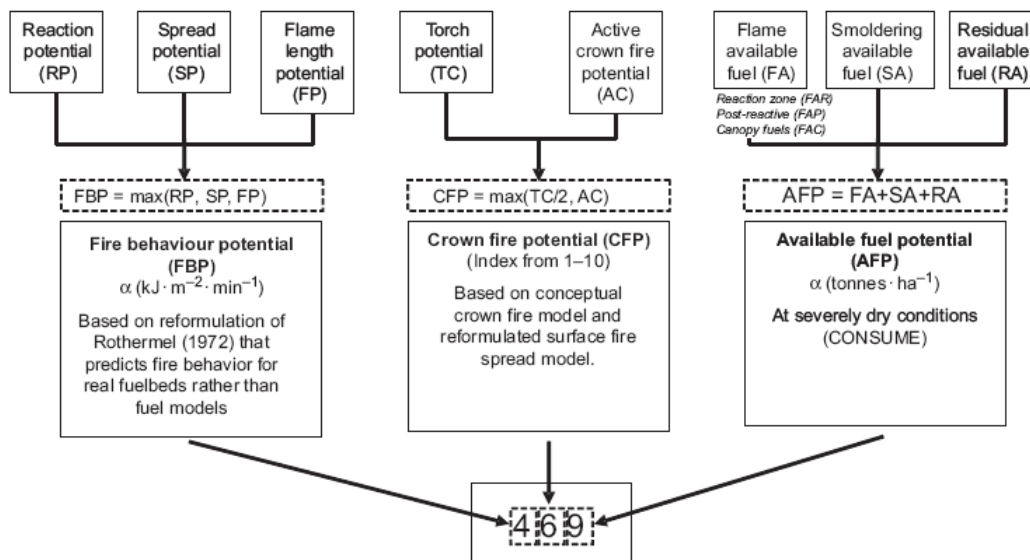 Reaction
potential
(RP)
Spread
potential
(SP)
Flame
length
potential
(FP)
Torch
potential
(TC)
Active
crown fire
potential
(AC)
Flame
available
fuel (FA)
Smoldering
available
fuel (SA)
Residual
available
fuel (RA)
Reaction zone (FAR)
Post-reactive (FAP)
Canopy fuels (FAC)
FBP = max(RP, SP, FP)
CFP = max(TC/2, AC)
AFP = FA+SA+RA
Fire behaviour potential
(FBP)
α (kJ · m⁻² · min⁻¹)
Based on reformulation of
Rothermel (1972) that
predicts fire behavior for
real fuelbeds rather than
fuel models
Crown fire potential (CFP)
(Index from 1–10)
Based on conceptual
crown fire model and
reformulated surface fire
spread model.
Available fuel potential
(AFP)
α (tonnes · ha⁻¹)
At severely dry conditions
(CONSUME)
469